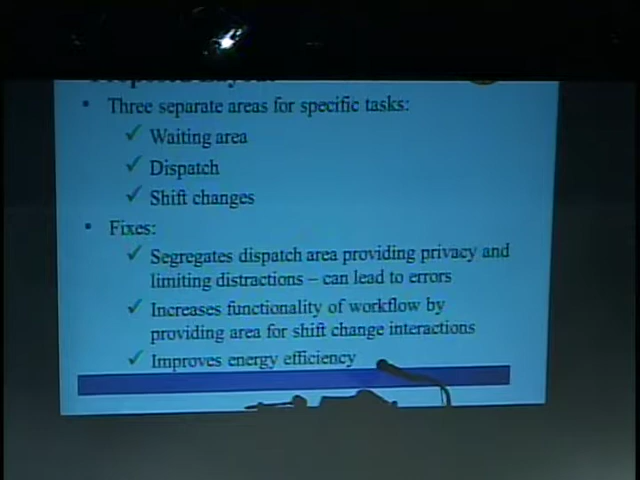 Proposed Layout
• Three separate areas for specific tasks:
✓ Waiting area
✓ Dispatch
✓ Shift changes
• Fixes:
✓ Segregates dispatch area providing privacy and
limiting distractions – can lead to errors
✓ Increases functionality of workflow by
providing area for shift change interactions
✓ Improves energy efficiency